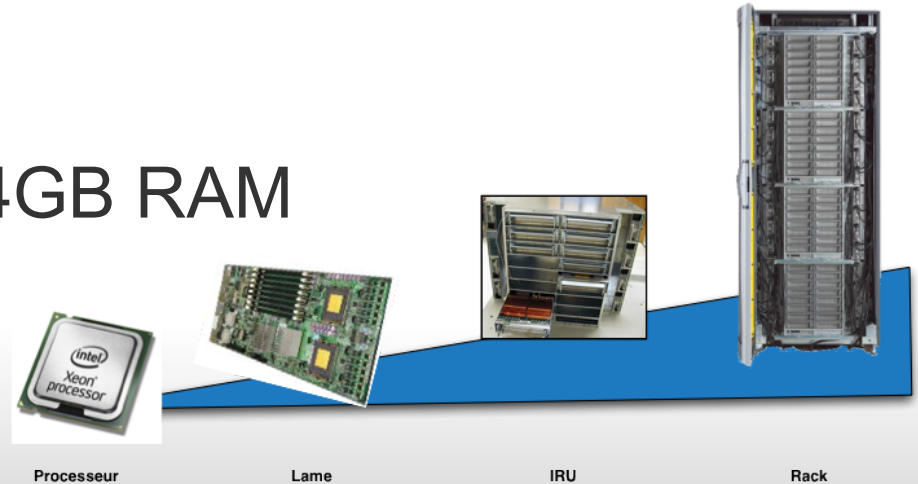 4GB RAM
intel
Xeon®
processor
Processeur Lame IRU Rack